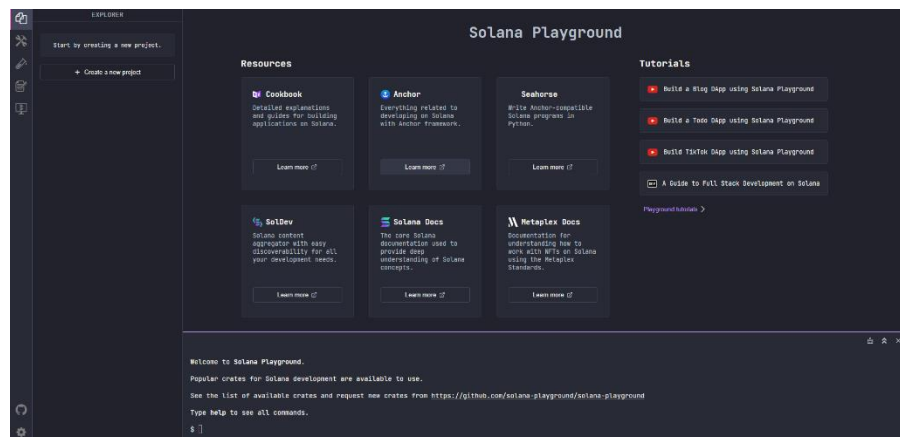 EXPLORER
Start by creating a new project.
+ Create a new project
Solana Playground
Resources
Cookbook
Detailed explanations
and guides for building
applications on Solana.
Learn more
Anchor
Everything related to
developing on Solana
with Anchor framework.
Learn more
Seahorse
Write Anchor-compatible
Solana programs in
Python.
Learn more
SolDev
Solana content
aggregator with easy
discoverability for all
your development needs.
Learn more
Solana Docs
The core Solana
documentation used to
provide deep
understanding of Solana
concepts.
Learn more
Metaplex Docs
Documentation for
understanding how to
work with NFTs on Solana
using the Metaplex
Standards.
Learn more
Tutorials
Build a Blog DApp using Solana Playground
Build a Todo DApp using Solana Playground
Build TikTok DApp using Solana Playground
A Guide to Full Stack Development on Solana
Playground tutorials >
Welcome to Solana Playground.
Popular crates for Solana development are available to use.
See the list of available crates and request new crates from https://github.com/solana-playground/solana-playground
Type help to see all commands.
$